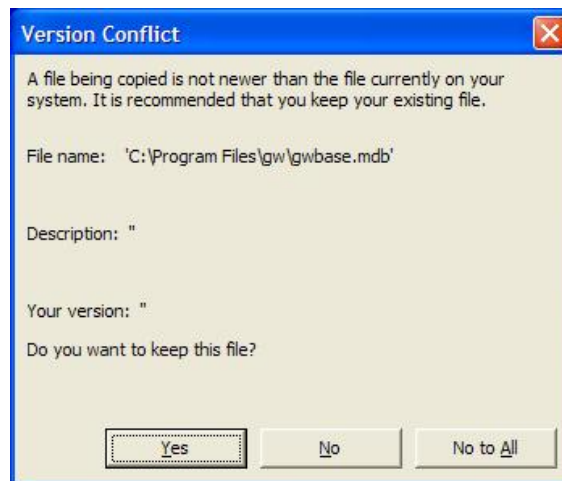 Version Conflict
A file being copied is not newer than the file currently on your
system. It is recommended that you keep your existing file.
File name: 'C:\Program Files\gw\gwbase.mdb'
Description: "
Your version: "
Do you want to keep this file?
Yes No No to All